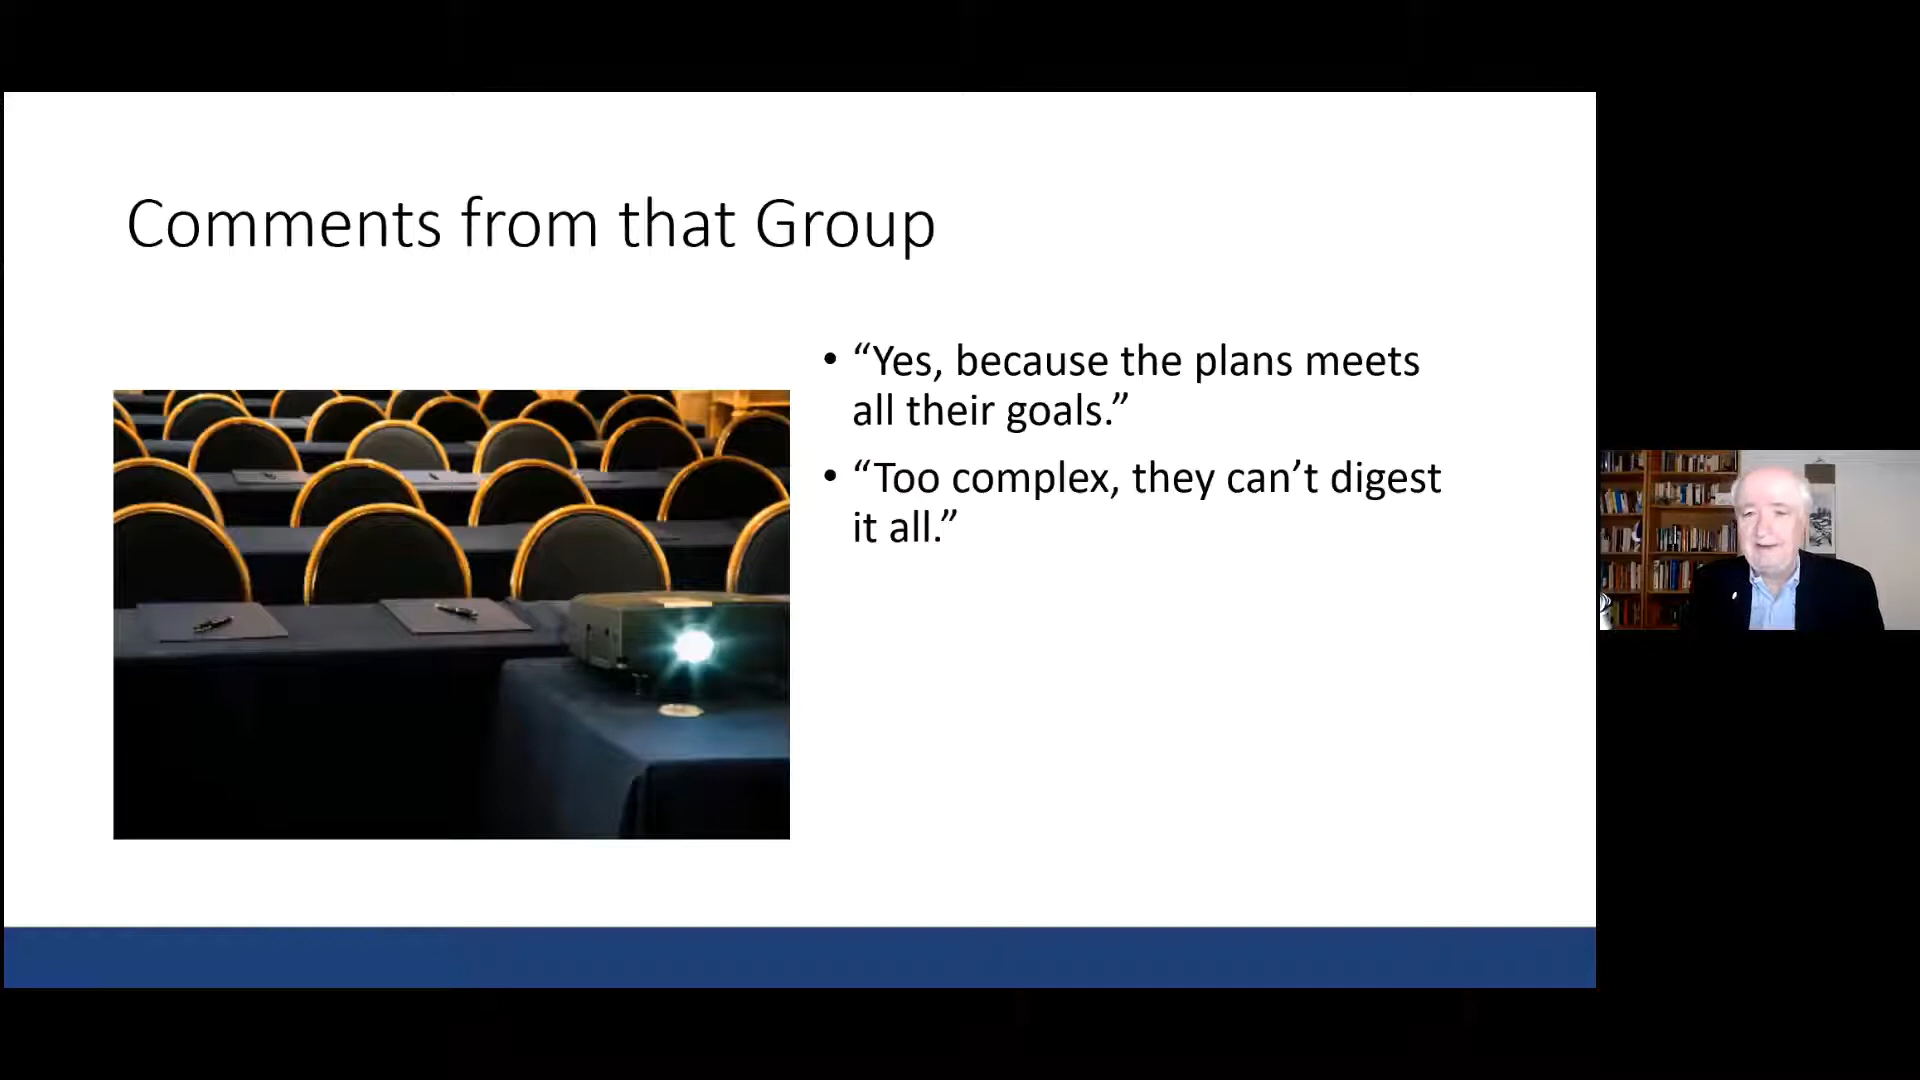 Comments from that Group
• “Yes, because the plans meets
all their goals.”
• “Too complex, they can’t digest
it all.”